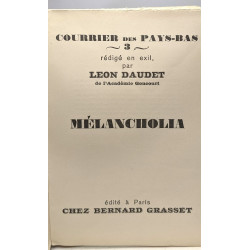 COURRIER DES PAYS-BAS
~ 3 ~
rédigé en exil,
par
LEON DAUDET
de l'Académie Goncourt
MÉLANCHOLIA
édité à Paris
CHEZ BERNARD GRASSET